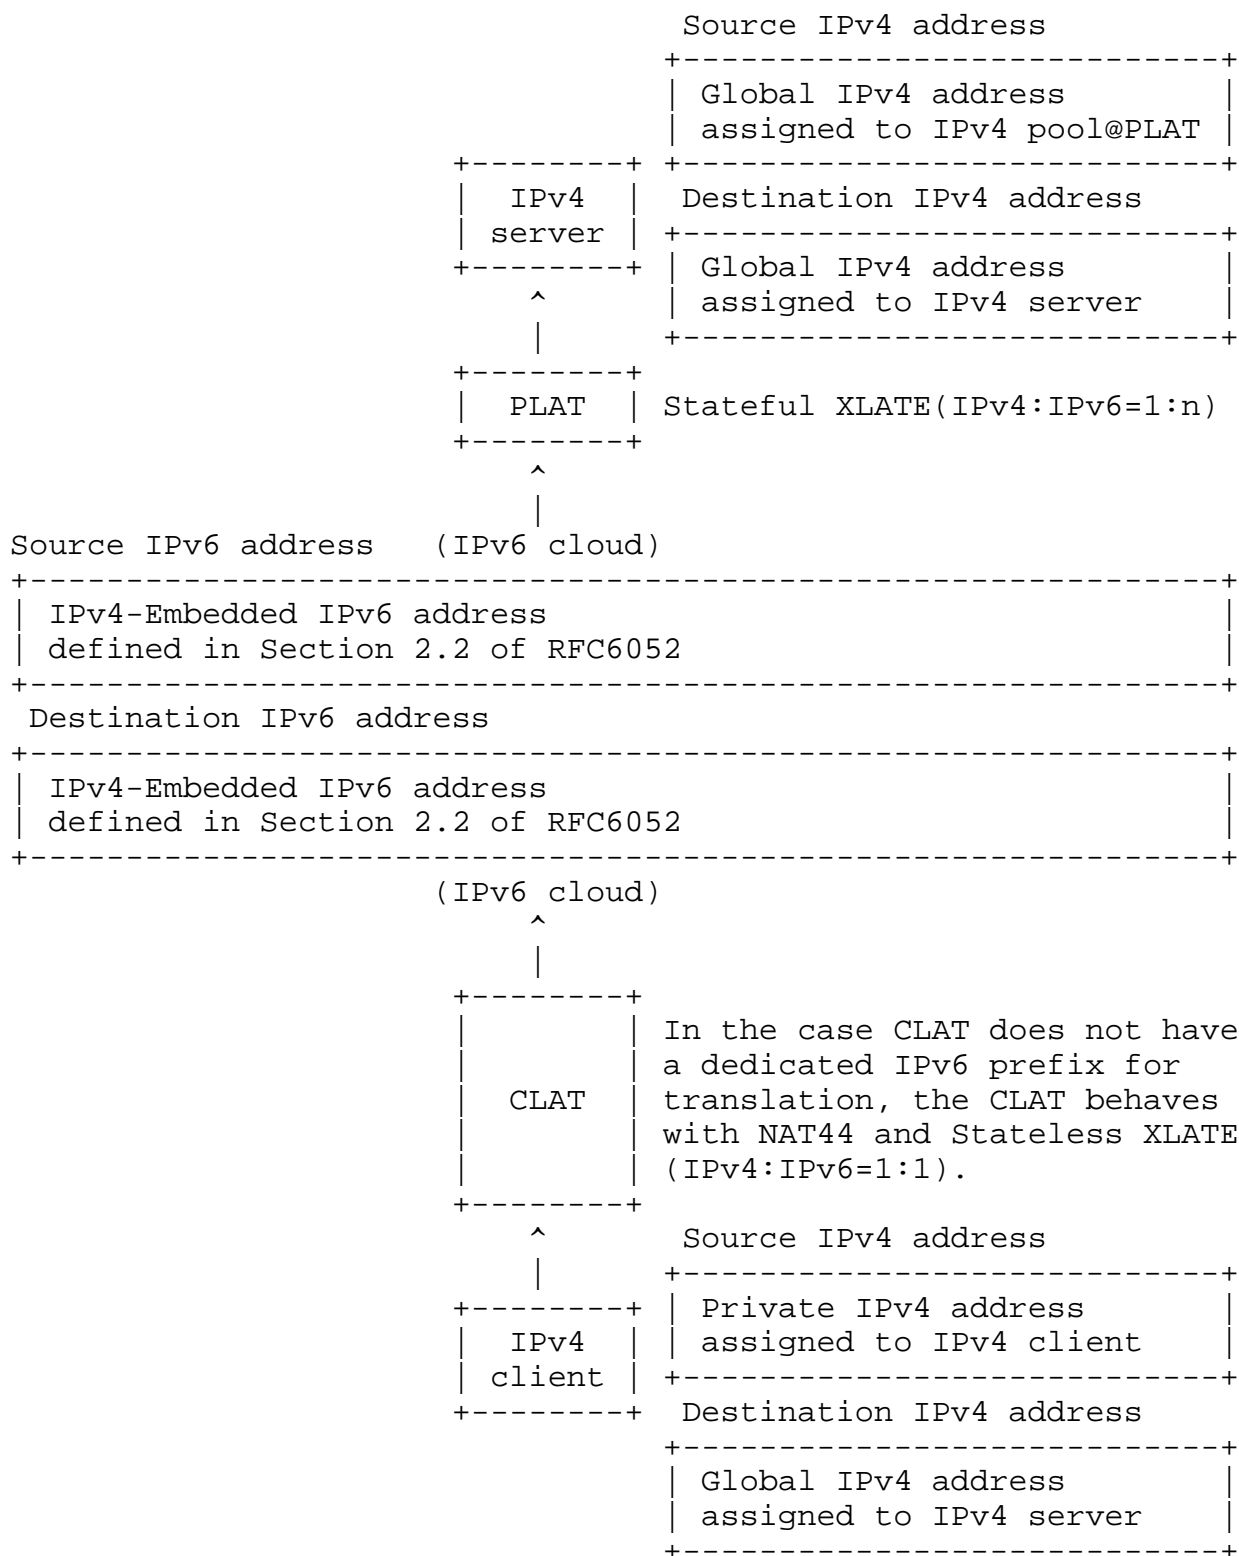 Source IPv4 address
+----------------------------+
| Global IPv4 address        |
| assigned to IPv4 pool@PLAT |
+--------+ +----------------------------+
|  IPv4  |  Destination IPv4 address
| server | +----------------------------+
+--------+ | Global IPv4 address        |
    ^      | assigned to IPv4 server    |
    |      +----------------------------+
+--------+
|  PLAT  | Stateful XLATE(IPv4:IPv6=1:n)
+--------+
    ^
    |
Source IPv6 address   (IPv6 cloud)
+--------------------------------------------------------------+
| IPv4-Embedded IPv6 address                                   |
| defined in Section 2.2 of RFC6052                            |
+--------------------------------------------------------------+
Destination IPv6 address
+--------------------------------------------------------------+
| IPv4-Embedded IPv6 address                                   |
| defined in Section 2.2 of RFC6052                            |
+--------------------------------------------------------------+
(IPv6 cloud)
    ^
    |
+--------+
|        | In the case CLAT does not have
|        | a dedicated IPv6 prefix for
|  CLAT  | translation, the CLAT behaves
|        | with NAT44 and Stateless XLATE
|        | (IPv4:IPv6=1:1).
+--------+
    ^       Source IPv4 address
    |      +----------------------------+
+--------+ | Private IPv4 address       |
|  IPv4  | | assigned to IPv4 client    |
| client | +----------------------------+
+--------+  Destination IPv4 address
+----------------------------+
| Global IPv4 address        |
| assigned to IPv4 server    |
+----------------------------+